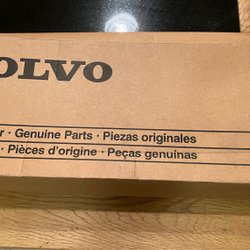 OLVO
· Genuine Parts · Piezas originales
· Pièces d'origine · Peças genuínas